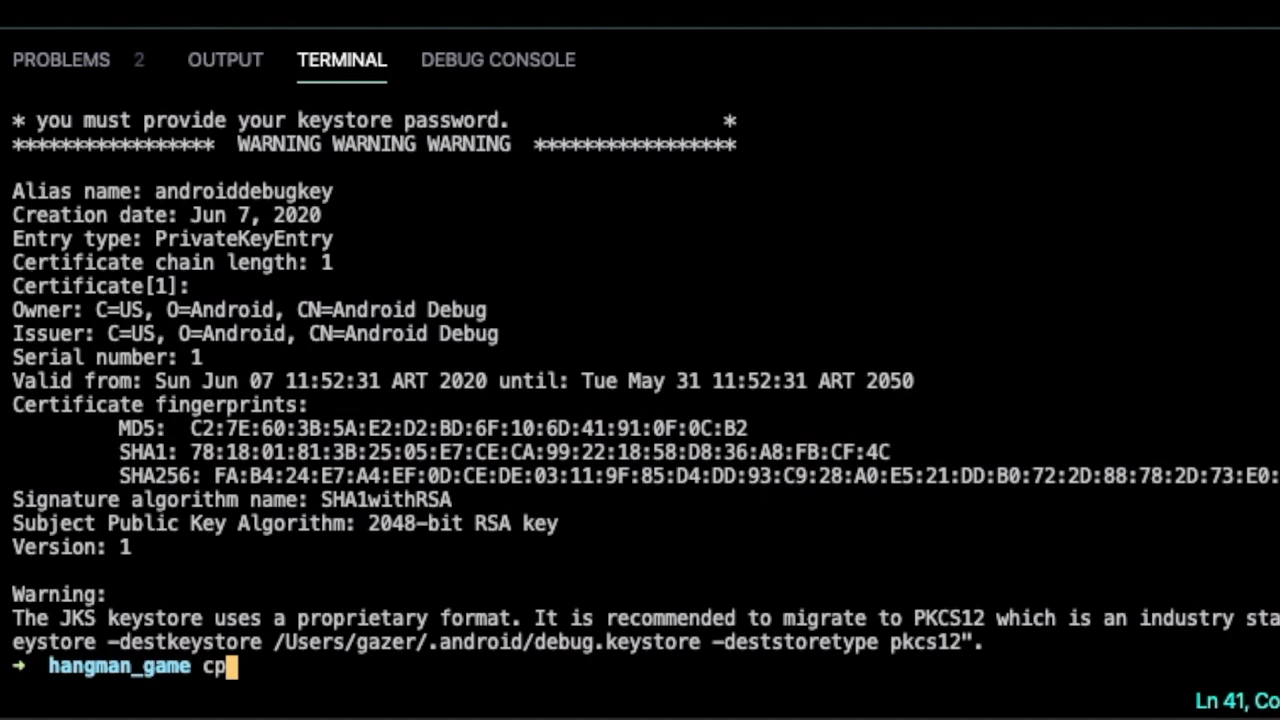 PROBLEMS 2 OUTPUT TERMINAL DEBUG CONSOLE
* you must provide your keystore password. *
***************** WARNING WARNING WARNING *****************
Alias name: androiddebugkey
Creation date: Jun 7, 2020
Entry type: PrivateKeyEntry
Certificate chain length: 1
Certificate[1]:
Owner: C=US, O=Android, CN=Android Debug
Issuer: C=US, O=Android, CN=Android Debug
Serial number: 1
Valid from: Sun Jun 07 11:52:31 ART 2020 until: Tue May 31 11:52:31 ART 2050
Certificate fingerprints:
MD5: C2:7E:60:3B:5A:E2:D2:BD:6F:10:6D:41:91:0F:0C:B2
SHA1: 78:18:01:81:3B:25:05:E7:CE:CA:99:22:18:58:D8:36:A8:FB:CF:4C
SHA256: FA:B4:24:E7:A4:EF:0D:CE:DE:03:11:9F:85:D4:DD:93:C9:28:A0:E5:21:DD:B0:72:2D:88:78:2D:73:E0:
Signature algorithm name: SHA1withRSA
Subject Public Key Algorithm: 2048-bit RSA key
Version: 1
Warning:
The JKS keystore uses a proprietary format. It is recommended to migrate to PKCS12 which is an industry sta
eystore -destkeystore /Users/gazer/.android/debug.keystore -deststoretype pkcs12".
→ hangman_game cp
Ln 41, Co